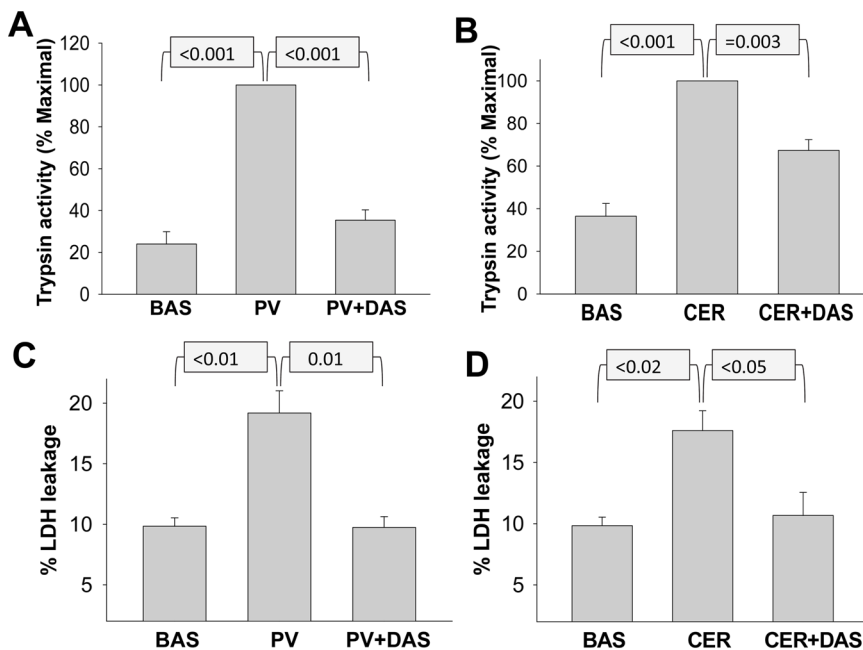 A
<0.001
<0.001
Trypsin activity (% Maximal)
120
100
80
60
40
20
0
BAS
PV
PV+DAS
B
<0.001
=0.003
Trypsin activity (% Maximal)
100
80
60
40
20
0
BAS
CER
CER+DAS
C
<0.01
0.01
% LDH leakage
20
15
10
5
BAS
PV
PV+DAS
D
<0.02
<0.05
% LDH leakage
20
15
10
5
BAS
CER
CER+DAS